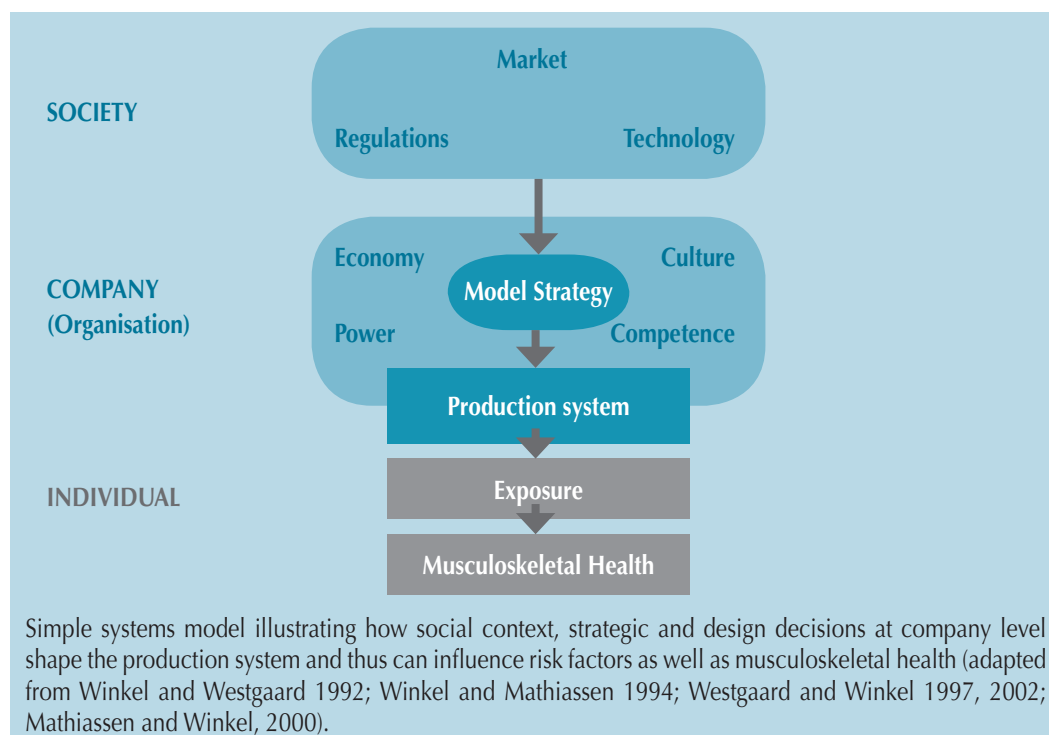 Market
SOCIETY
Regulations Technology
Economy Culture
COMPANY
(Organisation)
Model Strategy
Power Competence
Production system
INDIVIDUAL
Exposure
Musculoskeletal Health
Simple systems model illustrating how social context, strategic and design decisions at company level
shape the production system and thus can influence risk factors as well as musculoskeletal health (adapted
from Winkel and Westgaard 1992; Winkel and Mathiassen 1994; Westgaard and Winkel 1997, 2002;
Mathiassen and Winkel, 2000).